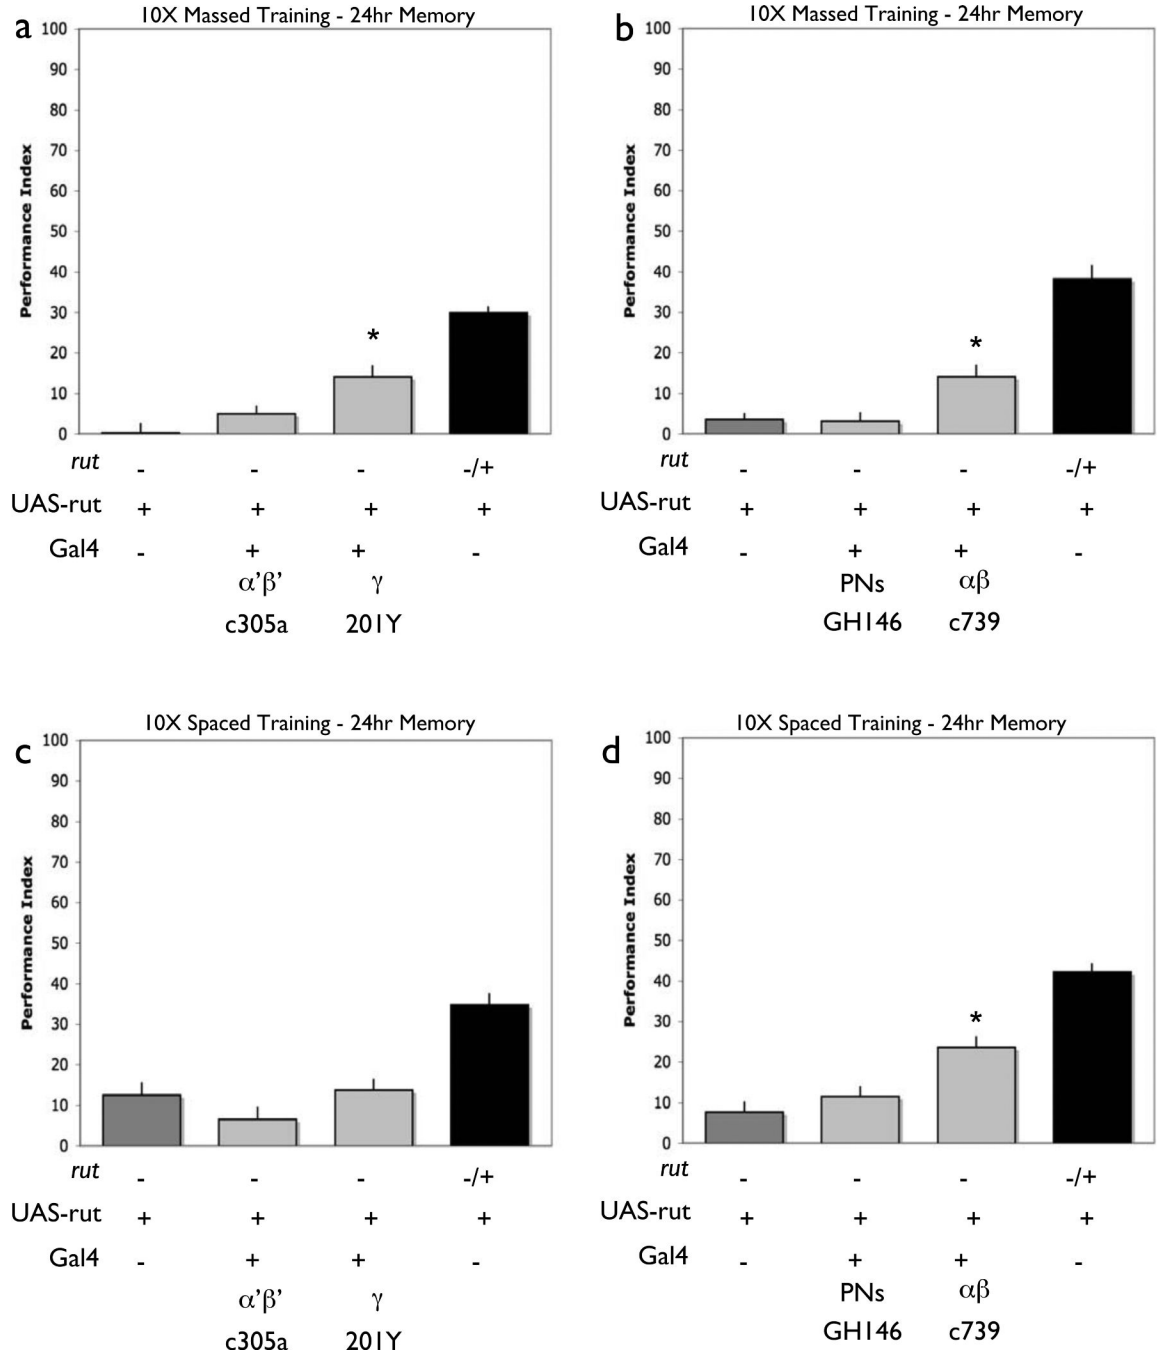 a
10X Massed Training - 24hr Memory
Performance Index
100
90
80
70
60
50
40
30
20
10
0
*
rut - - - -/+
UAS-rut + + + +
Gal4 - + + -
α'β' γ
c305a 201Y
b
10X Massed Training - 24hr Memory
Performance Index
100
90
80
70
60
50
40
30
20
10
0
*
rut - - - -/+
UAS-rut + + + +
Gal4 - + + -
PNs αβ
GH146 c739
c
10X Spaced Training - 24hr Memory
Performance Index
100
90
80
70
60
50
40
30
20
10
0
rut - - - -/+
UAS-rut + + + +
Gal4 - + + -
α'β' γ
c305a 201Y
d
10X Spaced Training - 24hr Memory
Performance Index
100
90
80
70
60
50
40
30
20
10
0
*
rut - - - -/+
UAS-rut + + + +
Gal4 - + + -
PNs αβ
GH146 c739